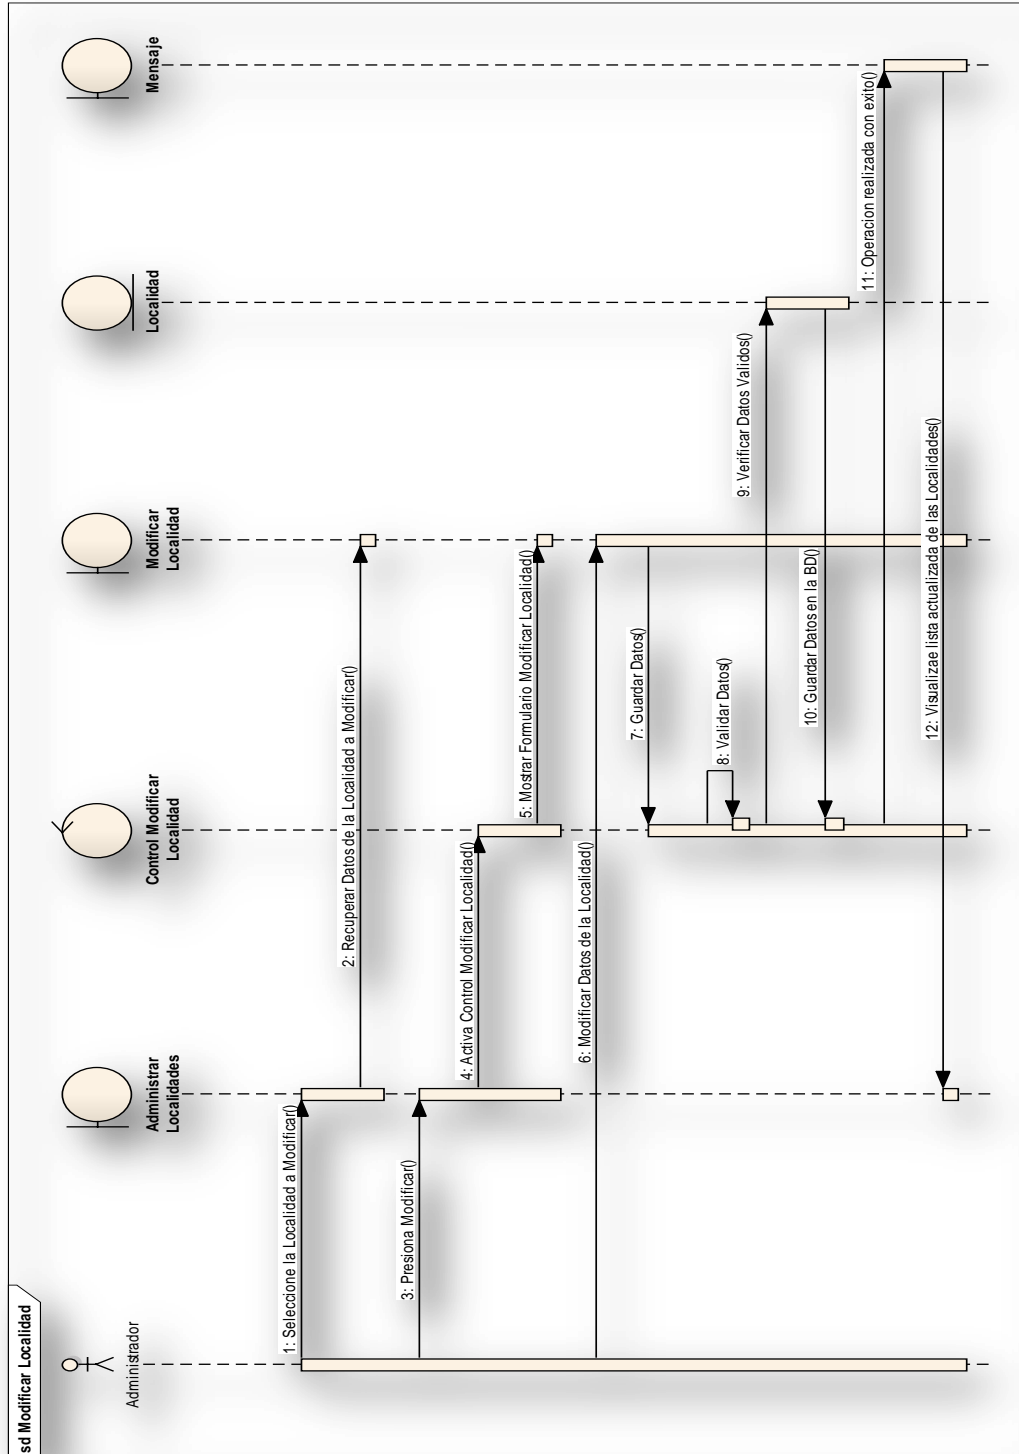 sd Modificar Localidad
Administrador
Administrar
Localidades
Control Modificar
Localidad
Modificar
Localidad
Localidad
Mensaje
1: Seleccione la Localidad a Modificar()
2: Recuperar Datos de la Localidad a Modificar()
3: Presiona Modificar()
4: Activa Control Modificar Localidad()
5: Mostrar Formulario Modificar Localidad()
6: Modificar Datos de la Localidad()
7: Guardar Datos()
8: Validar Datos()
9: Verificar Datos Validos()
10: Guardar Datos en la BD()
11: Operacion realizada con exito()
12: Visualizae lista actualizada de las Localidades()